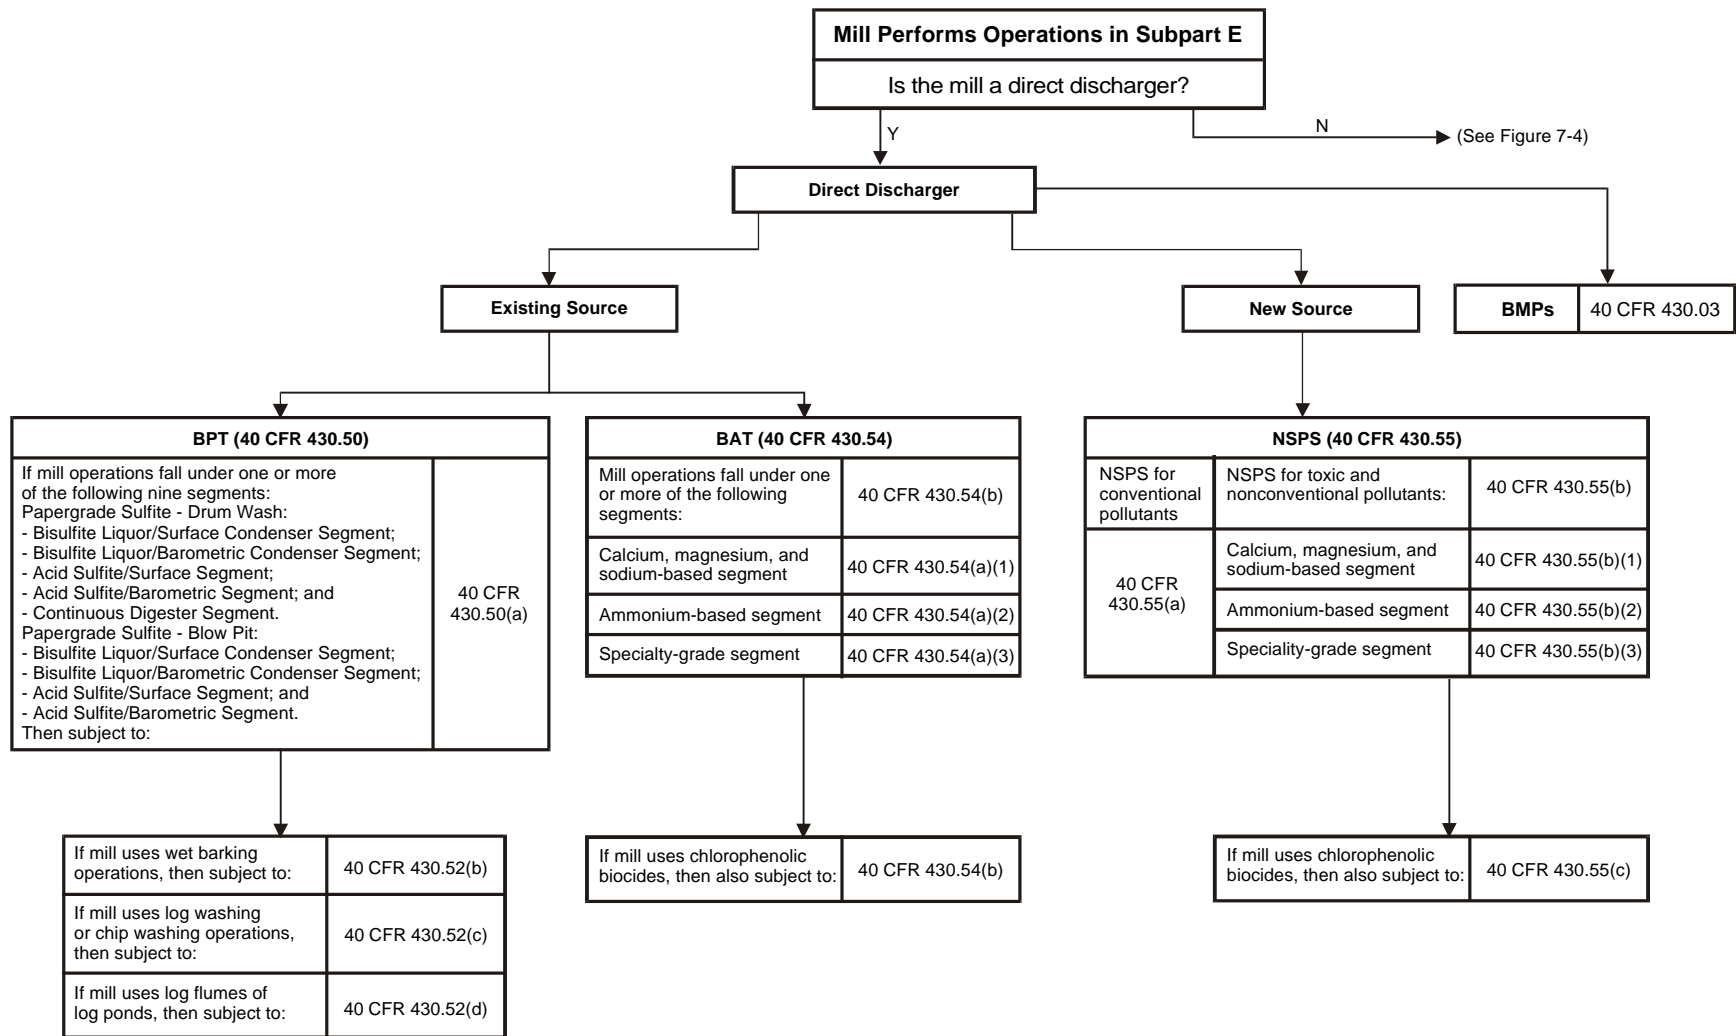 Mill Performs Operations in Subpart E
Is the mill a direct discharger?
Y
N
(See Figure 7-4)
Direct Discharger
Existing Source
New Source
BMPs
40 CFR 430.03
BPT (40 CFR 430.50)
If mill operations fall under one or more
of the following nine segments:
Papergrade Sulfite - Drum Wash:
- Bisulfite Liquor/Surface Condenser Segment;
- Bisulfite Liquor/Barometric Condenser Segment;
- Acid Sulfite/Surface Segment;
- Acid Sulfite/Barometric Segment; and
- Continuous Digester Segment.
Papergrade Sulfite - Blow Pit:
- Bisulfite Liquor/Surface Condenser Segment;
- Bisulfite Liquor/Barometric Condenser Segment;
- Acid Sulfite/Surface Segment; and
- Acid Sulfite/Barometric Segment.
Then subject to:
40 CFR
430.50(a)
If mill uses wet barking
operations, then subject to:
40 CFR 430.52(b)
If mill uses log washing
or chip washing operations,
then subject to:
40 CFR 430.52(c)
If mill uses log flumes of
log ponds, then subject to:
40 CFR 430.52(d)
BAT (40 CFR 430.54)
Mill operations fall under one
or more of the following
segments:
40 CFR 430.54(b)
Calcium, magnesium, and
sodium-based segment
40 CFR 430.54(a)(1)
Ammonium-based segment
40 CFR 430.54(a)(2)
Specialty-grade segment
40 CFR 430.54(a)(3)
If mill uses chlorophenolic
biocides, then also subject to:
40 CFR 430.54(b)
NSPS (40 CFR 430.55)
NSPS for
conventional
pollutants
40 CFR
430.55(a)
NSPS for toxic and
nonconventional pollutants:
40 CFR 430.55(b)
Calcium, magnesium, and
sodium-based segment
40 CFR 430.55(b)(1)
Ammonium-based segment
40 CFR 430.55(b)(2)
Speciality-grade segment
40 CFR 430.55(b)(3)
If mill uses chlorophenolic
biocides, then also subject to:
40 CFR 430.55(c)